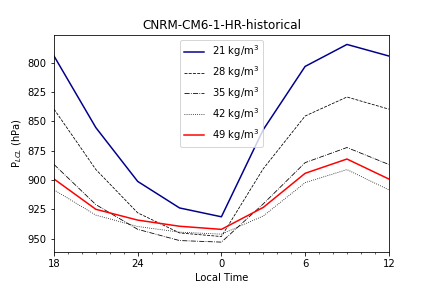 CNRM-CM6-1-HR-historical
21 kg/m³
28 kg/m³
35 kg/m³
42 kg/m³
49 kg/m³
P_LCL (hPa)
800
825
850
875
900
925
950
18 24 0 6 12
Local Time